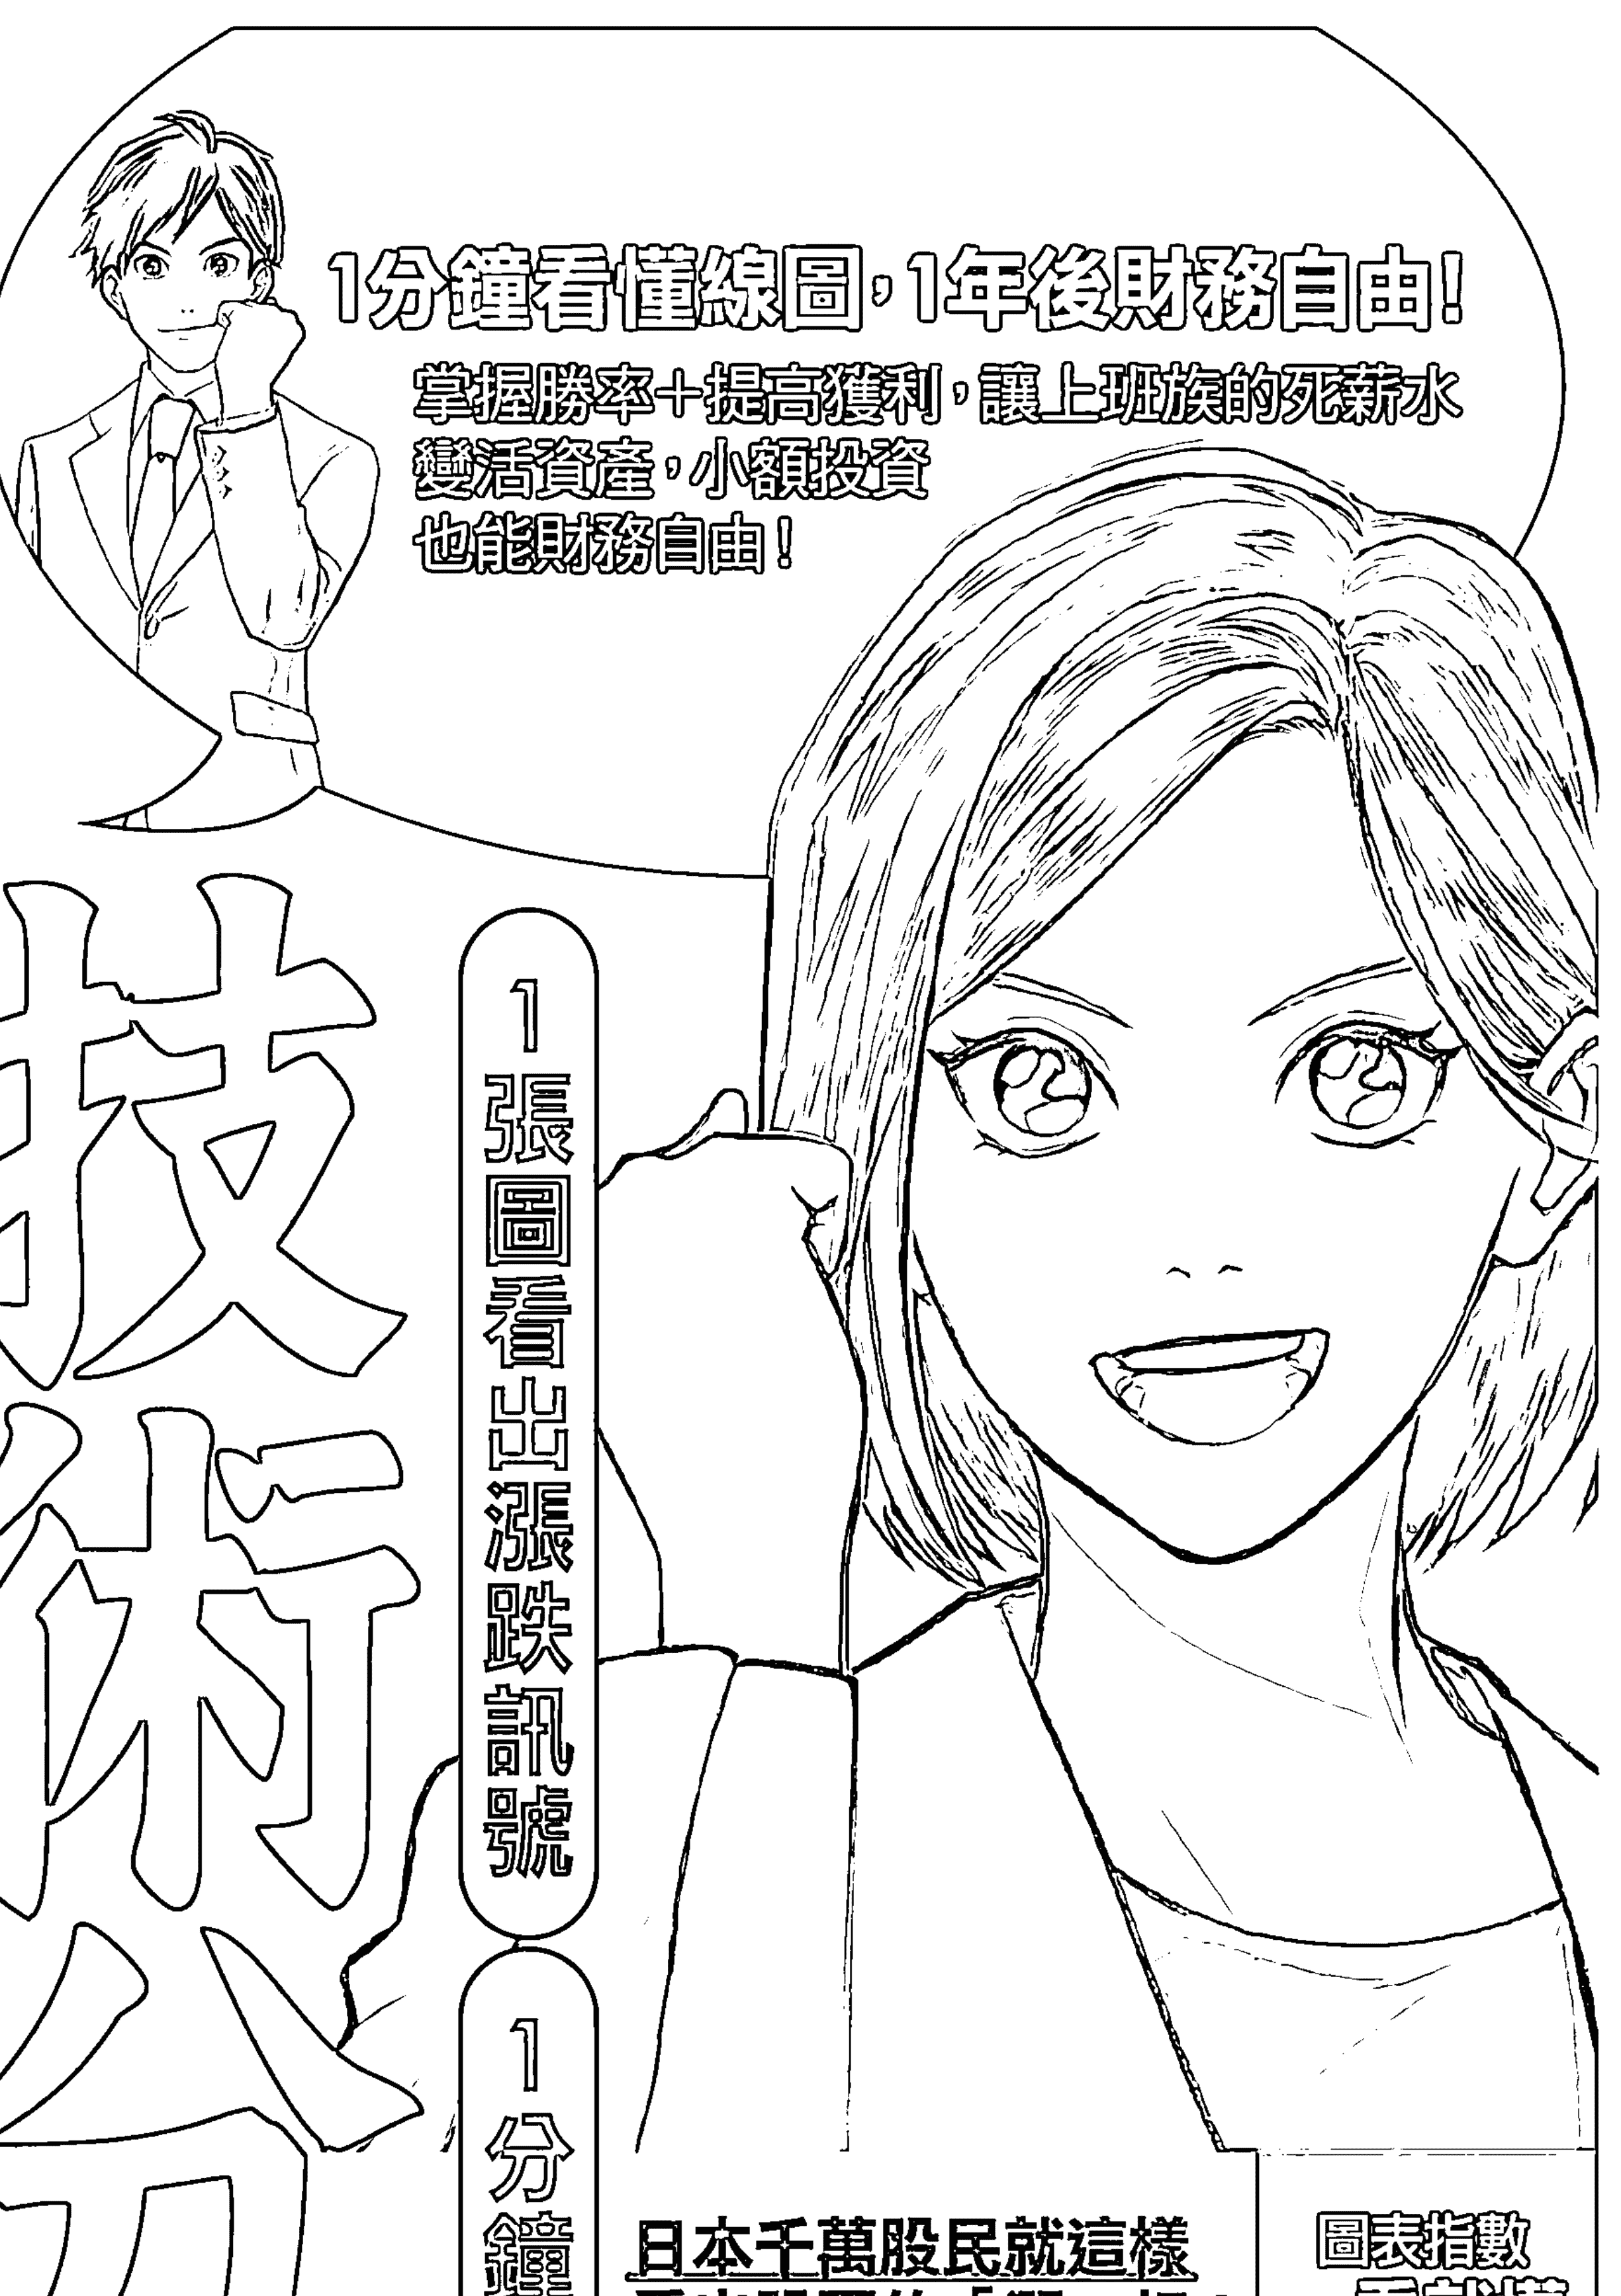 1分鐘看懂線圖，1年後財務自由！
掌握勝率＋提高獲利，讓上班族的死薪水
變活資產，小額投資
也能財務自由！
技術分
1張圖看出漲跌訊號
1分鐘
日本千萬股民就這樣
圖表指數